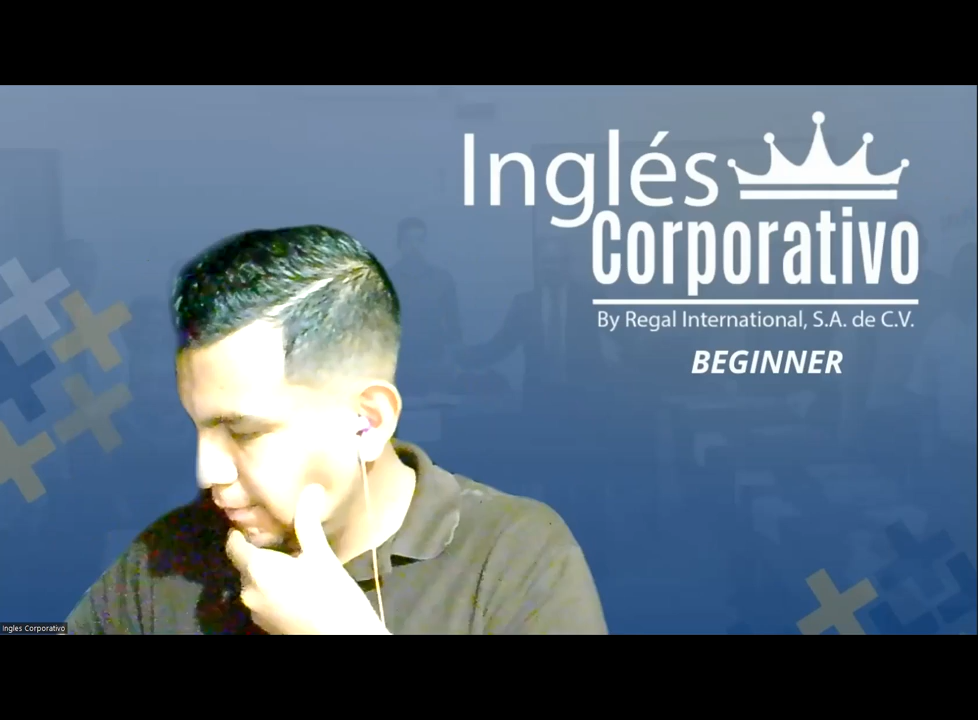 Inglés
Corporativo
By Regal International, S.A. de C.V.
BEGINNER
Ingles Corporativo